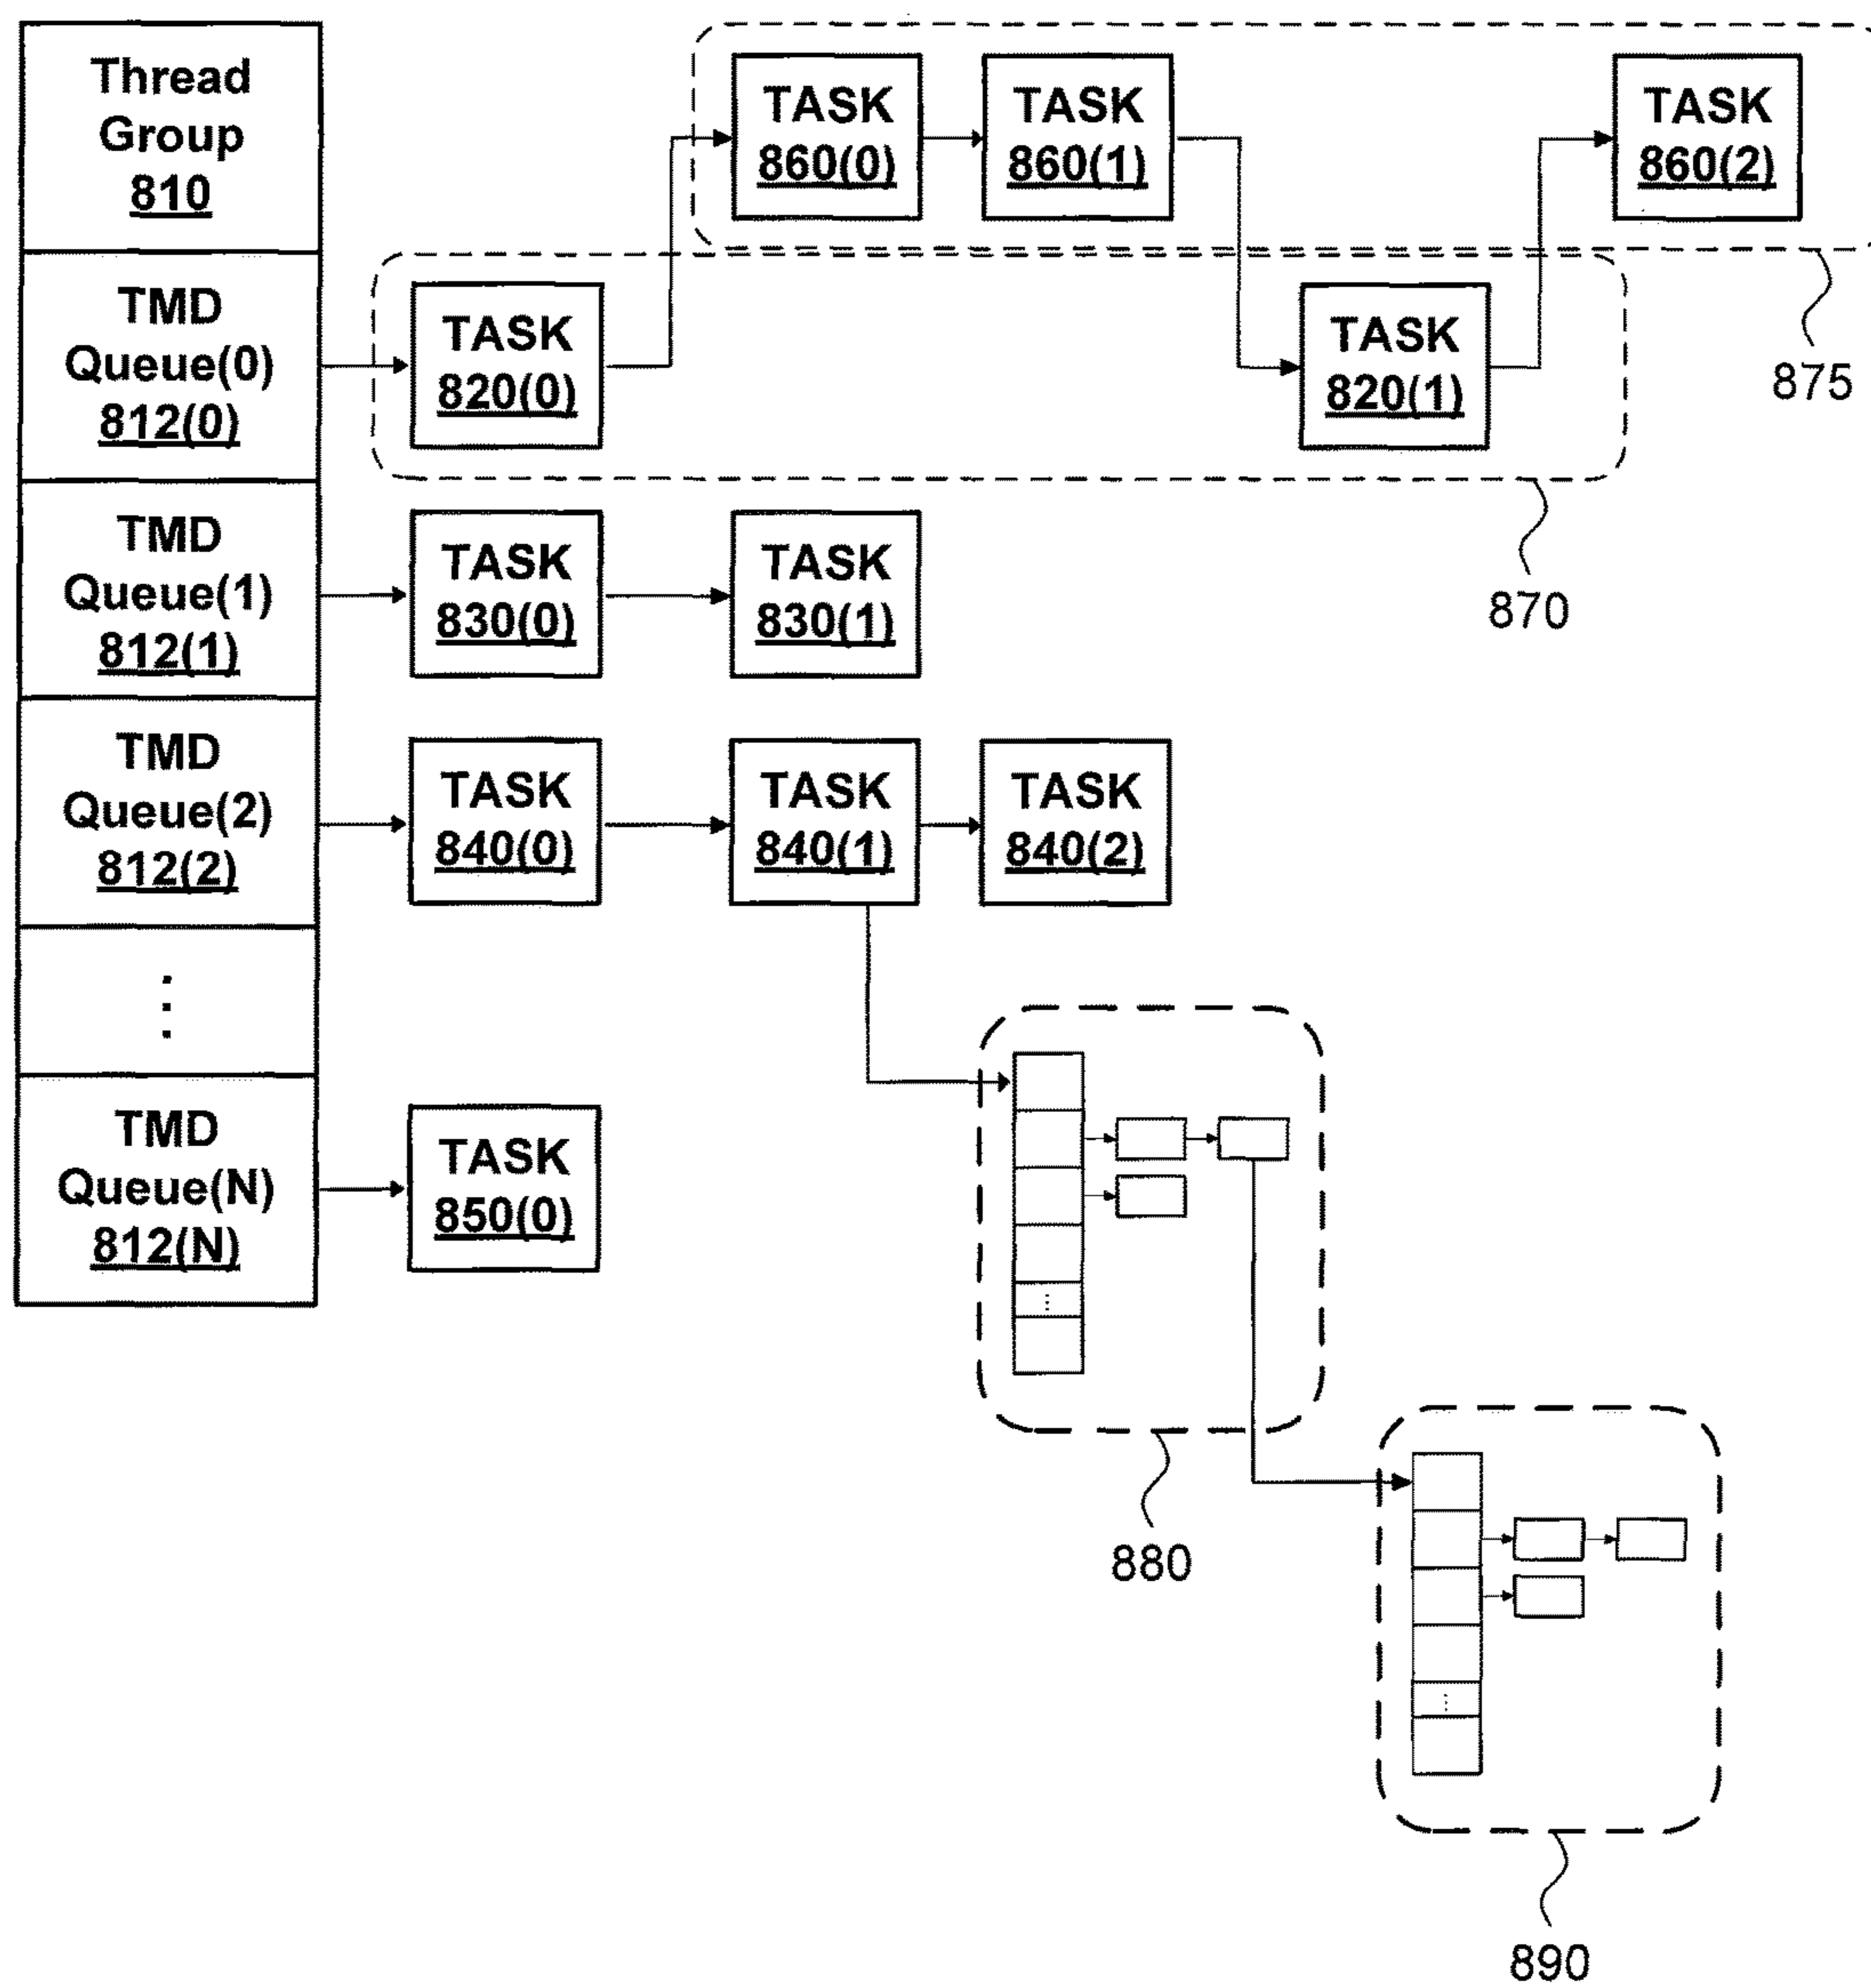 Thread
Group
810
TMD
Queue(0)
812(0)
TMD
Queue(1)
812(1)
TMD
Queue(2)
812(2)
⋮
TMD
Queue(N)
812(N)
TASK
860(0)
TASK
860(1)
TASK
860(2)
875
TASK
820(0)
TASK
820(1)
870
TASK
830(0)
TASK
830(1)
TASK
840(0)
TASK
840(1)
TASK
840(2)
TASK
850(0)
...
880
...
890